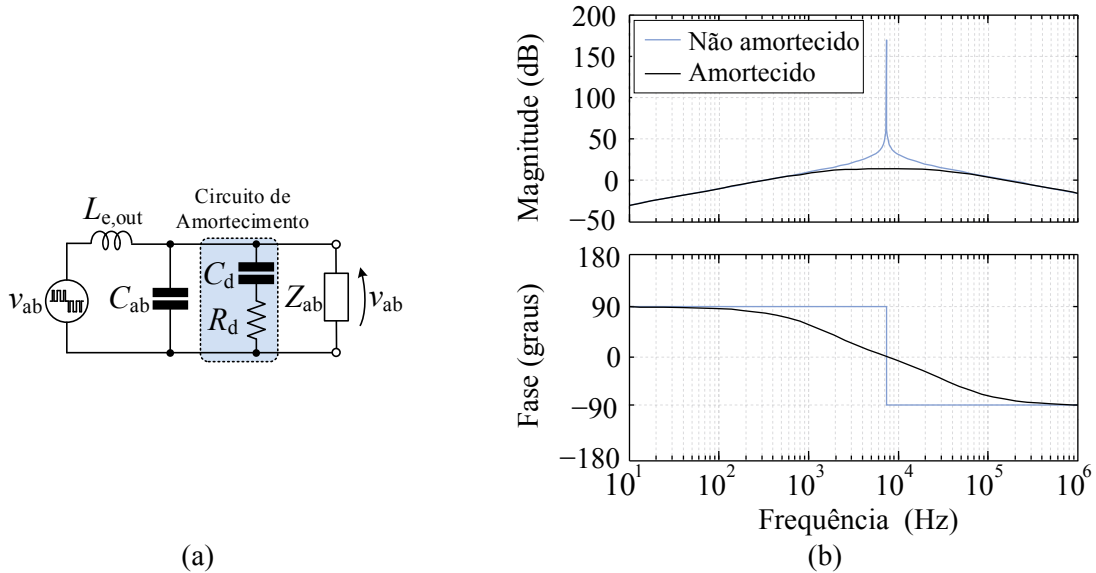 Circuito de
Amortecimento
L_e,out
C_d
R_d
C_ab
Z_ab
v_ab
v_ab
(a)
Magnitude (dB)
200
150
100
50
0
−50
Não amortecido
Amortecido
Fase (graus)
180
90
0
−90
−180
10^1
10^2
10^3
10^4
10^5
10^6
Frequência (Hz)
(b)